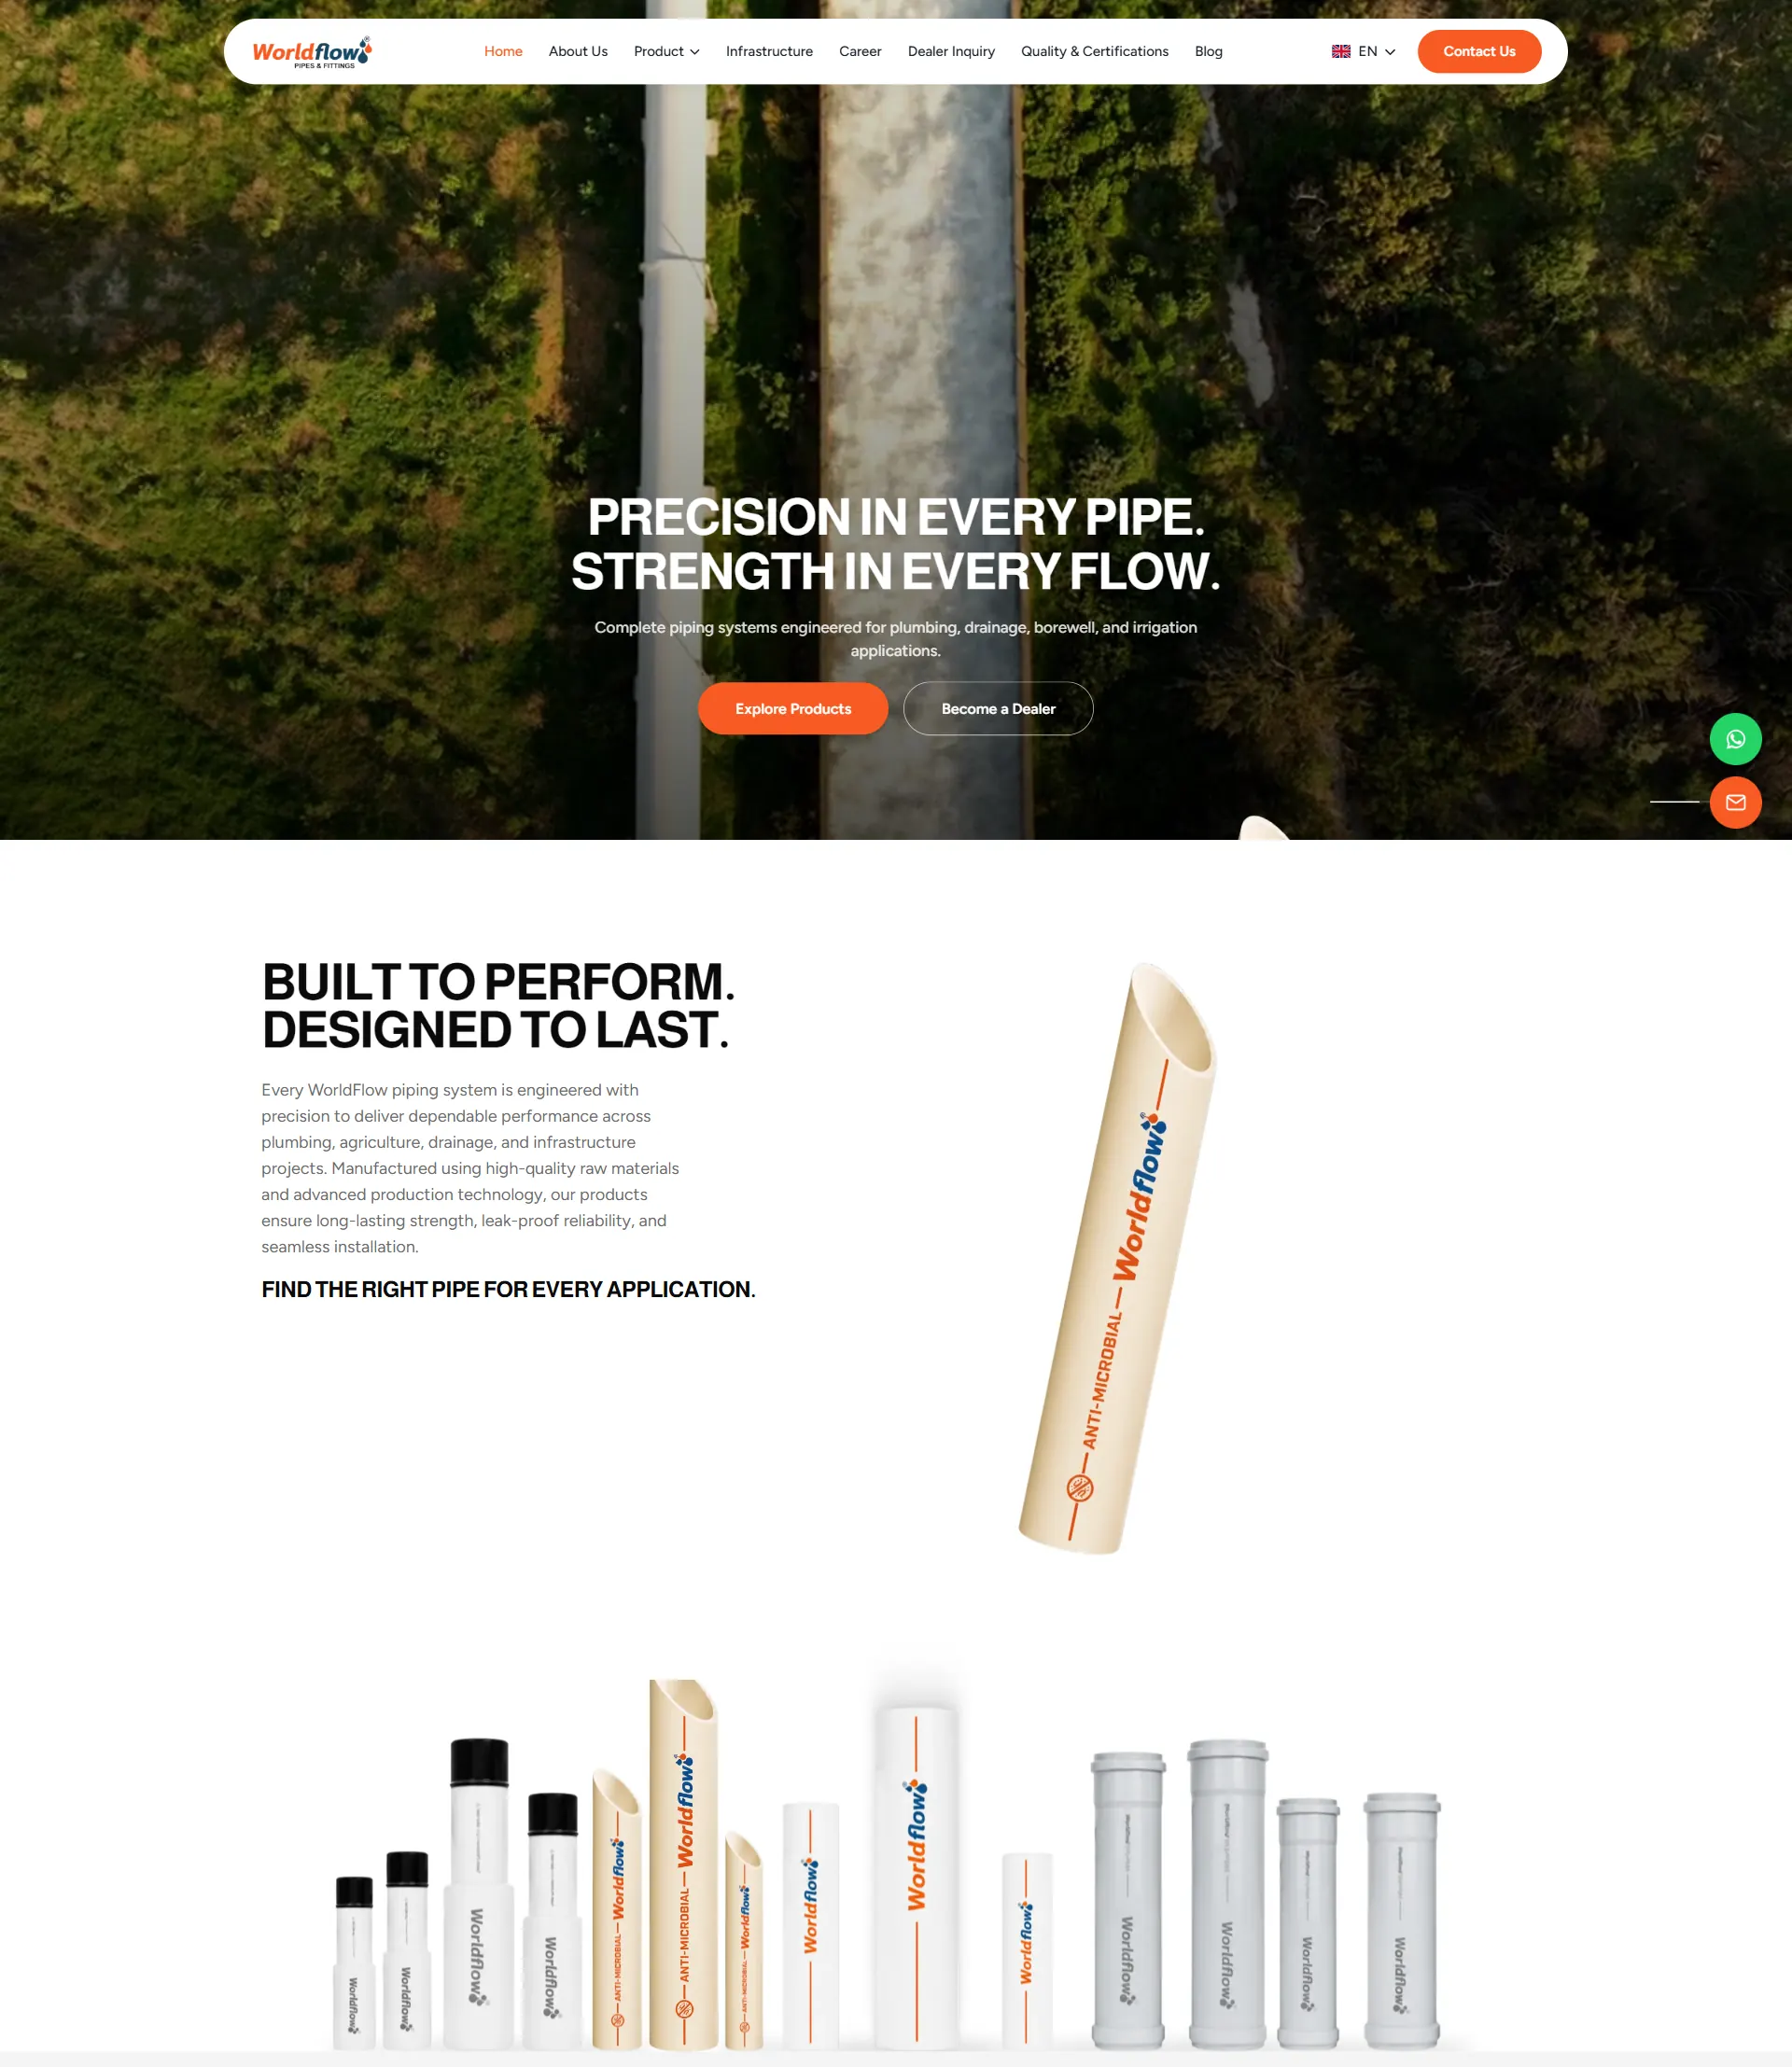 Worldflow
PIPES & FITTINGS
Home
About Us
Product
Infrastructure
Career
Dealer Inquiry
Quality & Certifications
Blog
EN
Contact Us
PRECISION IN EVERY PIPE.
STRENGTH IN EVERY FLOW.
Complete piping systems engineered for plumbing, drainage, borewell, and irrigation
applications.
Explore Products
Become a Dealer
BUILT TO PERFORM.
DESIGNED TO LAST.
Every WorldFlow piping system is engineered with
precision to deliver dependable performance across
plumbing, agriculture, drainage, and infrastructure
projects. Manufactured using high-quality raw materials
and advanced production technology, our products
ensure long-lasting strength, leak-proof reliability, and
seamless installation.
FIND THE RIGHT PIPE FOR EVERY APPLICATION.
ANTI-MICROBIAL Worldflow
Worldflow
Worldflow
Worldflow
Worldflow
ANTI-MICROBIAL Worldflow
ANTI-MICROBIAL Worldflow
ANTI-MICROBIAL Worldflow
Worldflow
Worldflow
Worldflow
Worldflow
Worldflow
Worldflow
Worldflow